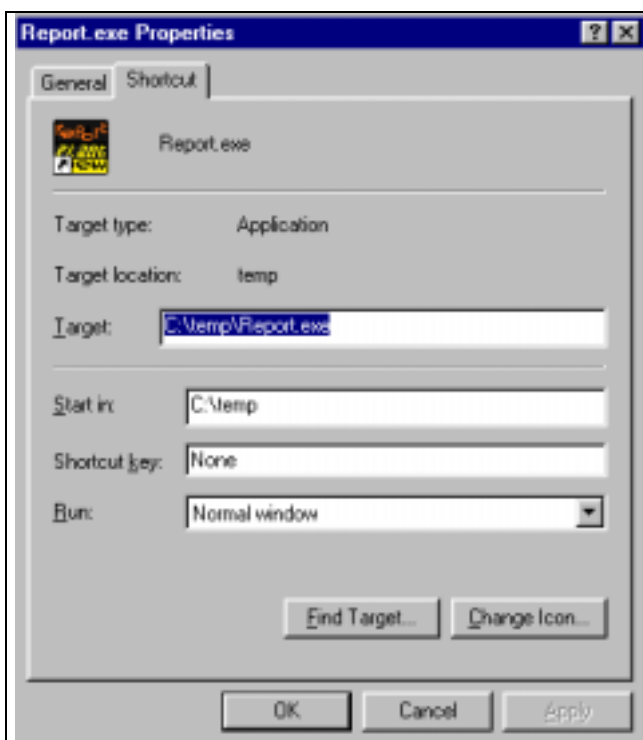 Report.exe Properties
General Shortcut
Report.exe
Target type: Application
Target location: temp
Target: C:\temp\Report.exe
Start in: C:\temp
Shortcut key: None
Run: Normal window
Find Target... Change Icon...
OK Cancel Apply